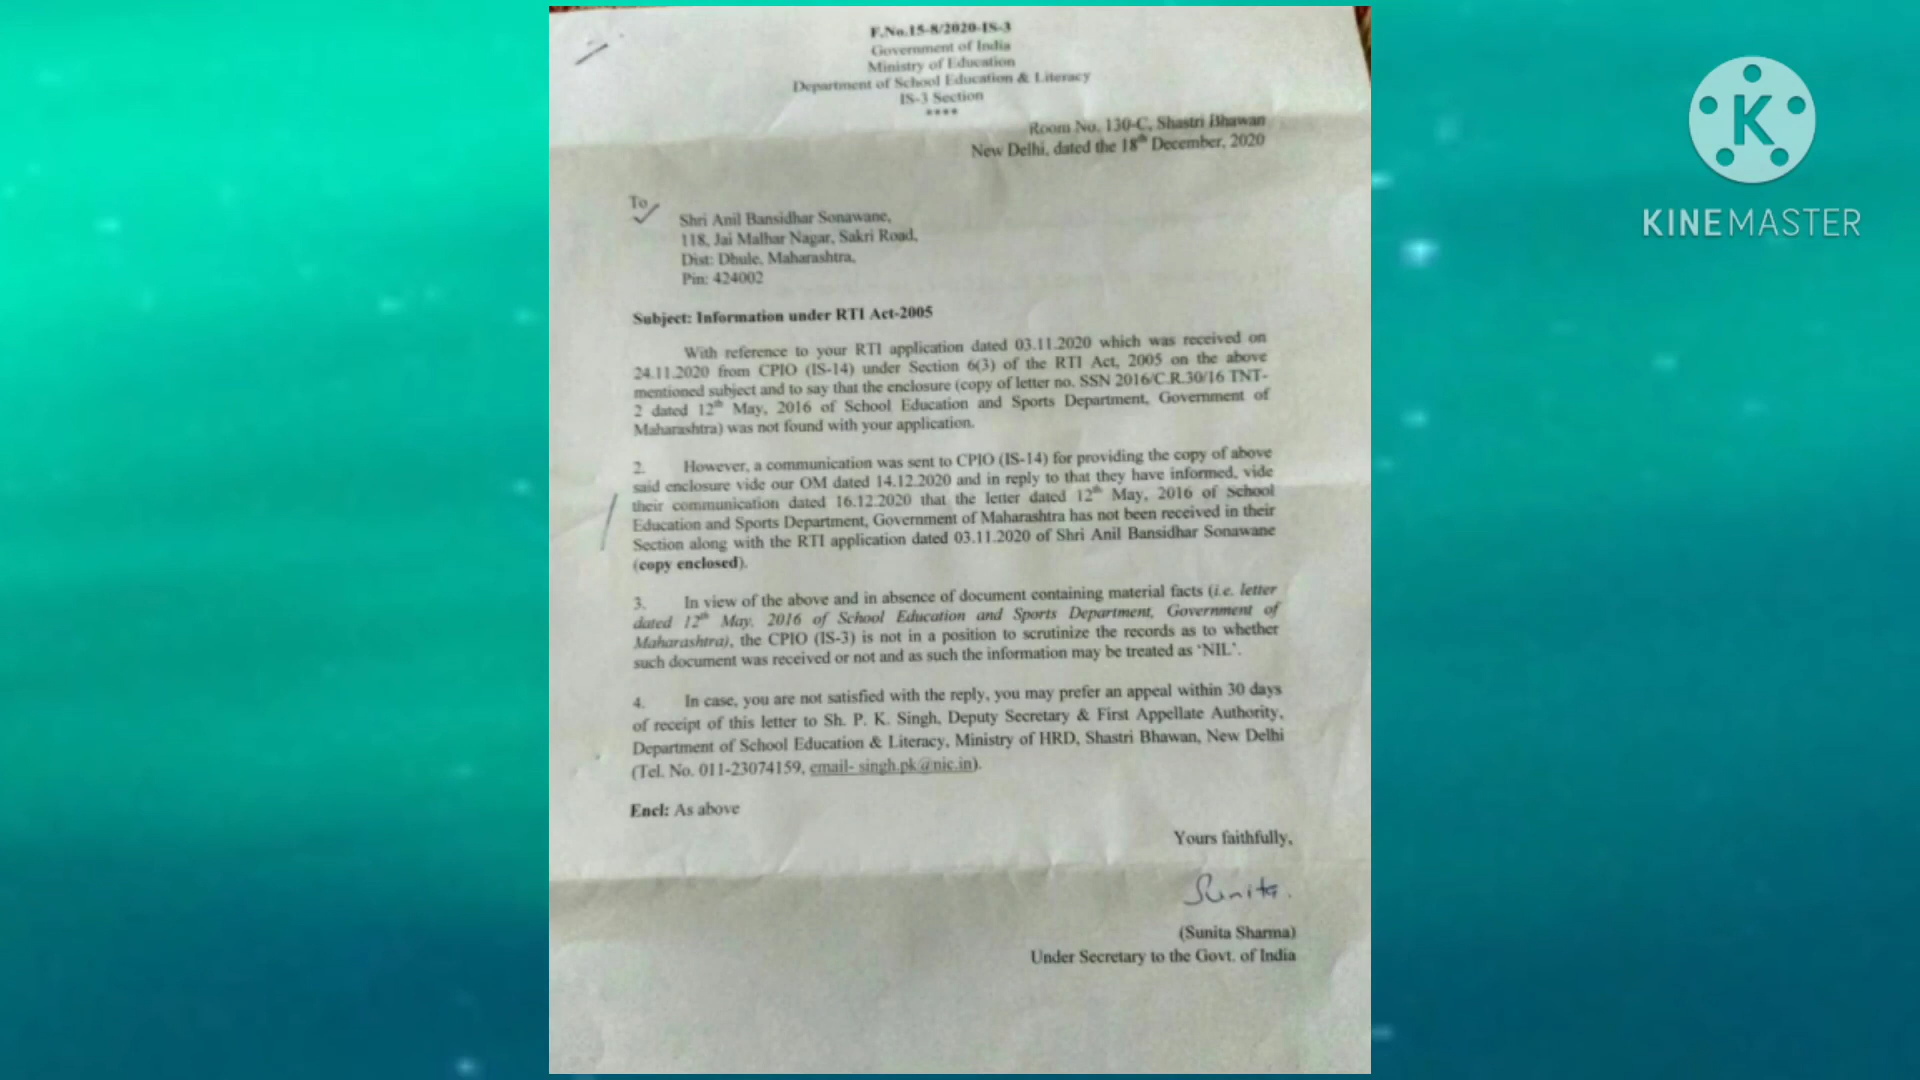 F.No.15-8/2020-IS-3
Government of India
Ministry of Education
Department of School Education & Literacy
IS-3 Section
****
Room No. 130-C, Shastri Bhawan
New Delhi, dated the 18th December, 2020
To
Shri Anil Bansidhar Sonawane,
118, Jai Malhar Nagar, Sakri Road,
Dist: Dhule, Maharashtra,
Pin: 424002
Subject: Information under RTI Act-2005
With reference to your RTI application dated 03.11.2020 which was received on
24.11.2020 from CPIO (IS-14) under Section 6(3) of the RTI Act, 2005 on the above
mentioned subject and to say that the enclosure (copy of letter no. SSN 2016/C.R.30/16 TNT-
2 dated 12th May, 2016 of School Education and Sports Department, Government of
Maharashtra) was not found with your application.
2. However, a communication was sent to CPIO (IS-14) for providing the copy of above
said enclosure vide our OM dated 14.12.2020 and in reply to that they have informed, vide
their communication dated 16.12.2020 that the letter dated 12th May, 2016 of School
Education and Sports Department, Government of Maharashtra has not been received in their
Section along with the RTI application dated 03.11.2020 of Shri Anil Bansidhar Sonawane
(copy enclosed).
3. In view of the above and in absence of document containing material facts (i.e. letter
dated 12th May, 2016 of School Education and Sports Department, Government of
Maharashtra), the CPIO (IS-3) is not in a position to scrutinize the records as to whether
such document was received or not and as such the information may be treated as 'NIL'.
4. In case, you are not satisfied with the reply, you may prefer an appeal within 30 days
of receipt of this letter to Sh. P. K. Singh, Deputy Secretary & First Appellate Authority,
Department of School Education & Literacy, Ministry of HRD, Shastri Bhawan, New Delhi
(Tel. No. 011-23074159, email- singh.pk@nic.in).
Encl: As above
Yours faithfully,
Sunita.
(Sunita Sharma)
Under Secretary to the Govt. of India
K
KINEMASTER